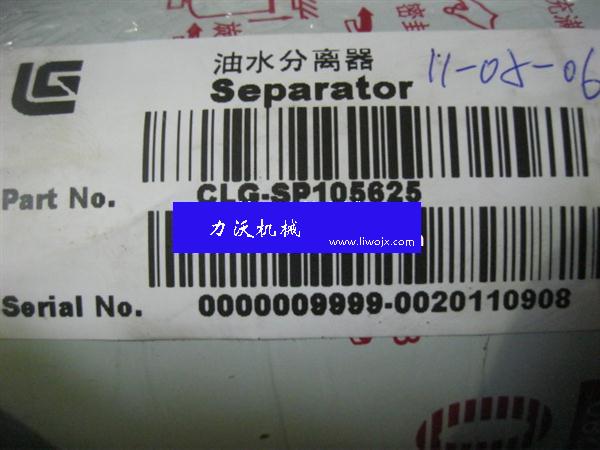 油水分离器
Separator
11-08-06
Part No. CLG-SP105625
力沃机械
www.liwojx.com
Serial No. 0000009999-0020110908